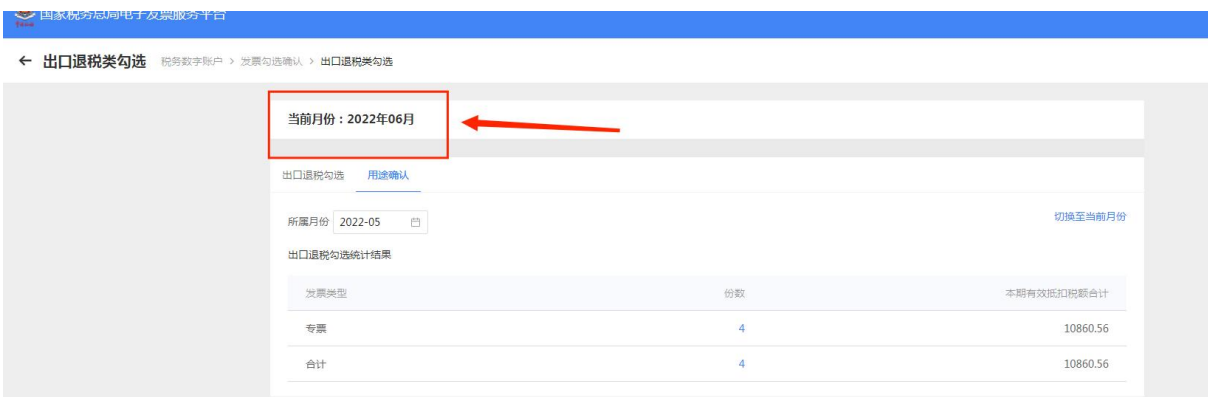 国家税务总局电子发票服务平台
← 出口退税类勾选 税务数字账户 > 发票勾选确认 > 出口退税类勾选
当前月份：2022年06月
出口退税勾选 用途确认
所属月份 2022-05 切换至当前月份
出口退税勾选统计结果
发票类型 份数 本期有效抵扣税额合计
专票 4 10860.56
合计 4 10860.56